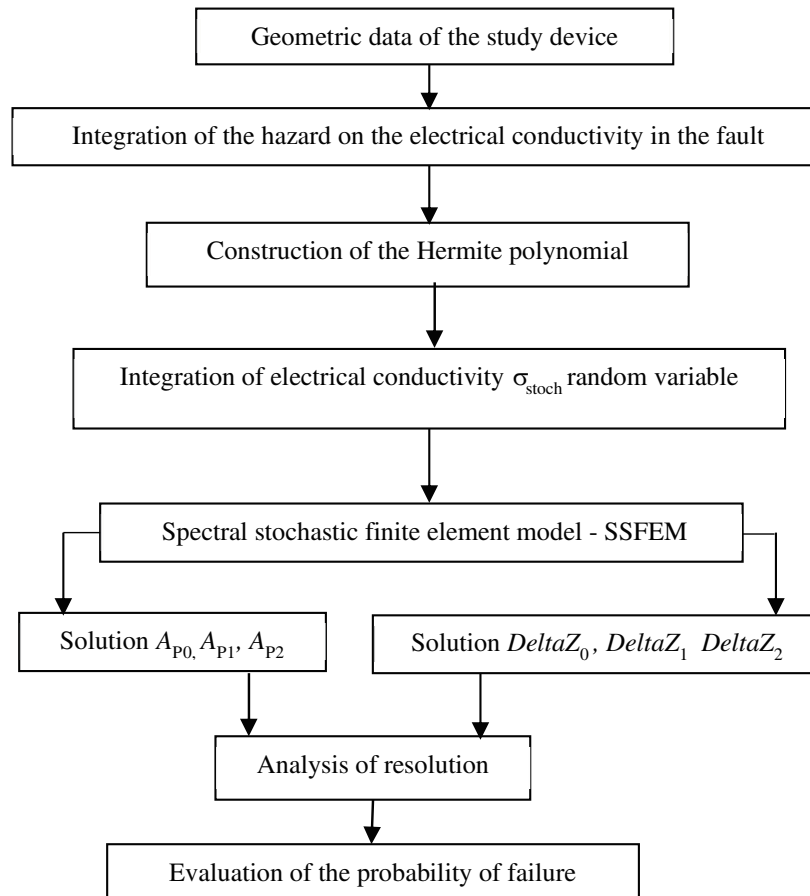 Geometric data of the study device
Integration of the hazard on the electrical conductivity in the fault
Construction of the Hermite polynomial
Integration of electrical conductivity σstoch random variable
Spectral stochastic finite element model - SSFEM
Solution AP0, AP1, AP2
Solution DeltaZ0, DeltaZ1 DeltaZ2
Analysis of resolution
Evaluation of the probability of failure